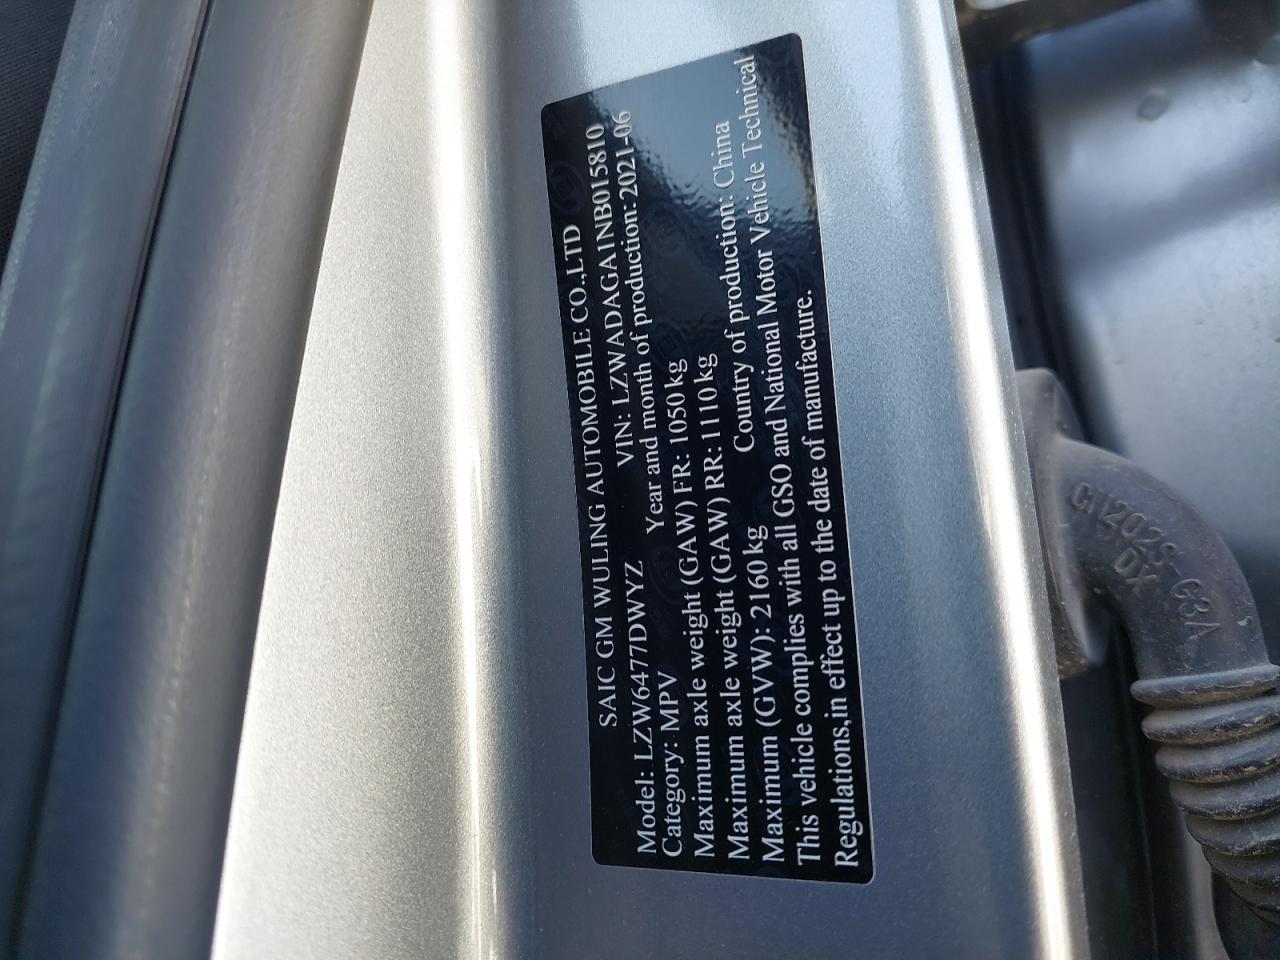 SAIC GM WULING AUTOMOBILE CO.,LTD
Model: LZW6477DWYZ VIN: LZWADAGA1NB015810
Category: MPV Year and month of production: 2021-06
Maximum axle weight (GAW) FR: 1050 kg
Maximum axle weight (GAW) RR: 1110 kg
Maximum (GVW): 2160 kg Country of production: China
This vehicle complies with all GSO and National Motor Vehicle Technical
Regulations,in effect up to the date of manufacture.
CN202S-G3A
DX